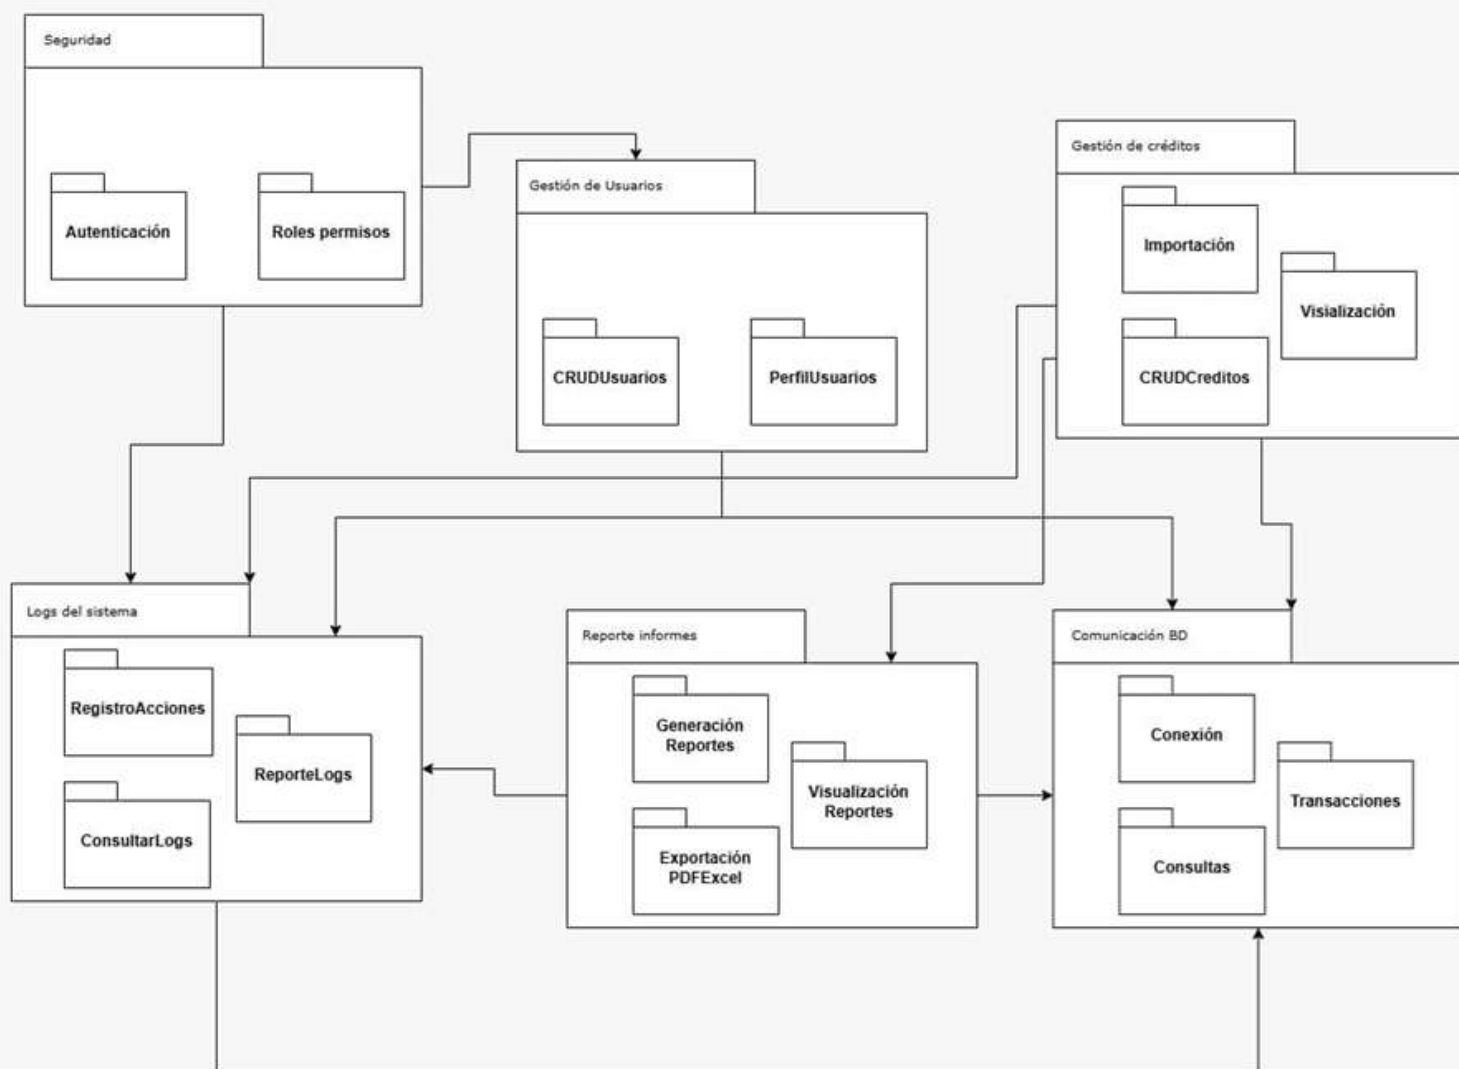 Seguridad
Autenticación
Roles permisos
Gestión de Usuarios
CRUDUsuarios
PerfilUsuarios
Gestión de créditos
Importación
Visialización
CRUDCreditos
Logs del sistema
RegistroAcciones
ReporteLogs
ConsultarLogs
Reporte informes
Generación
Reportes
Visualización
Reportes
Exportación
PDFExcel
Comunicación BD
Conexión
Transacciones
Consultas